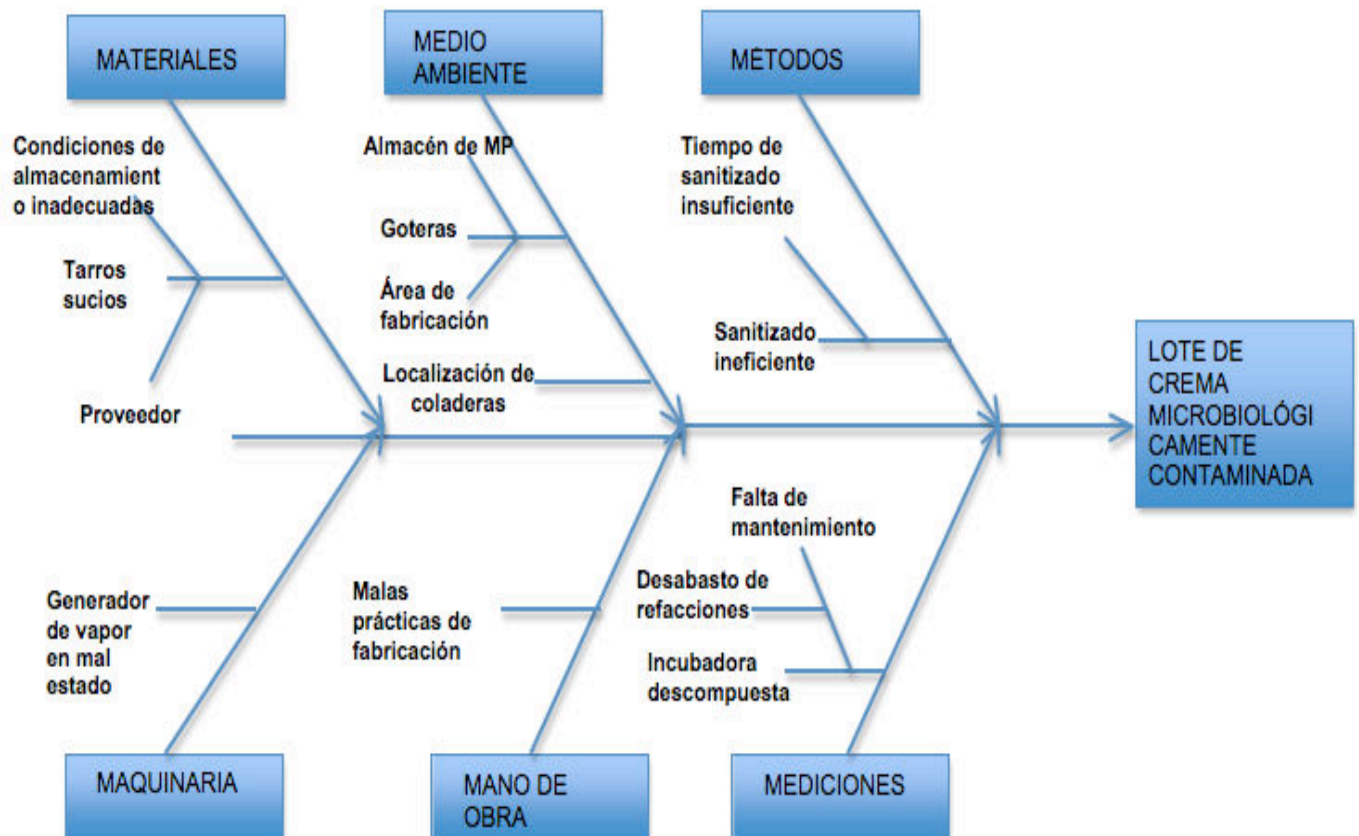 MATERIALES
MEDIO
AMBIENTE
MÉTODOS
Condiciones de
almacenamient
o inadecuadas
Tarros
sucios
Proveedor
Almacén de MP
Goteras
Área de
fabricación
Localización de
coladeras
Tiempo de
sanitizado
insuficiente
Sanitizado
ineficiente
LOTE DE
CREMA
MICROBIOLÓGI
CAMENTE
CONTAMINADA
Generador
de vapor
en mal
estado
Malas
prácticas de
fabricación
Falta de
mantenimiento
Desabasto de
refacciones
Incubadora
descompuesta
MAQUINARIA
MANO DE
OBRA
MEDICIONES